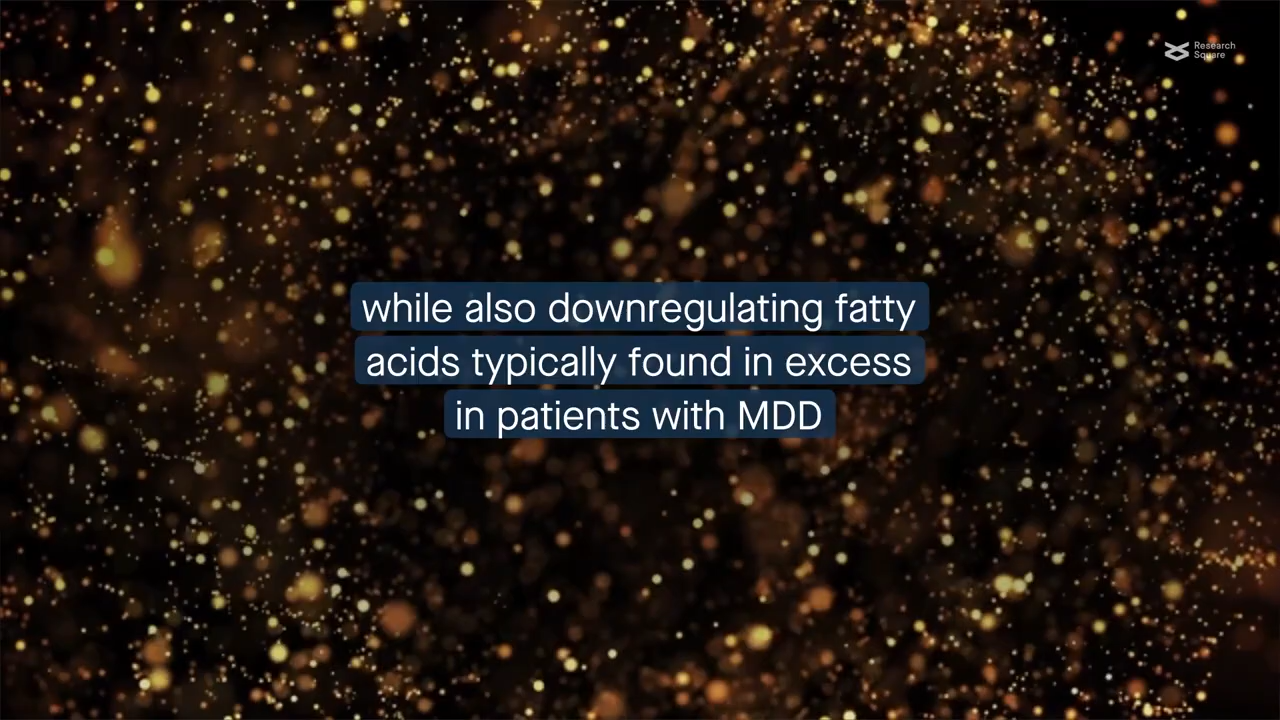 Research
Square
while also downregulating fatty
acids typically found in excess
in patients with MDD